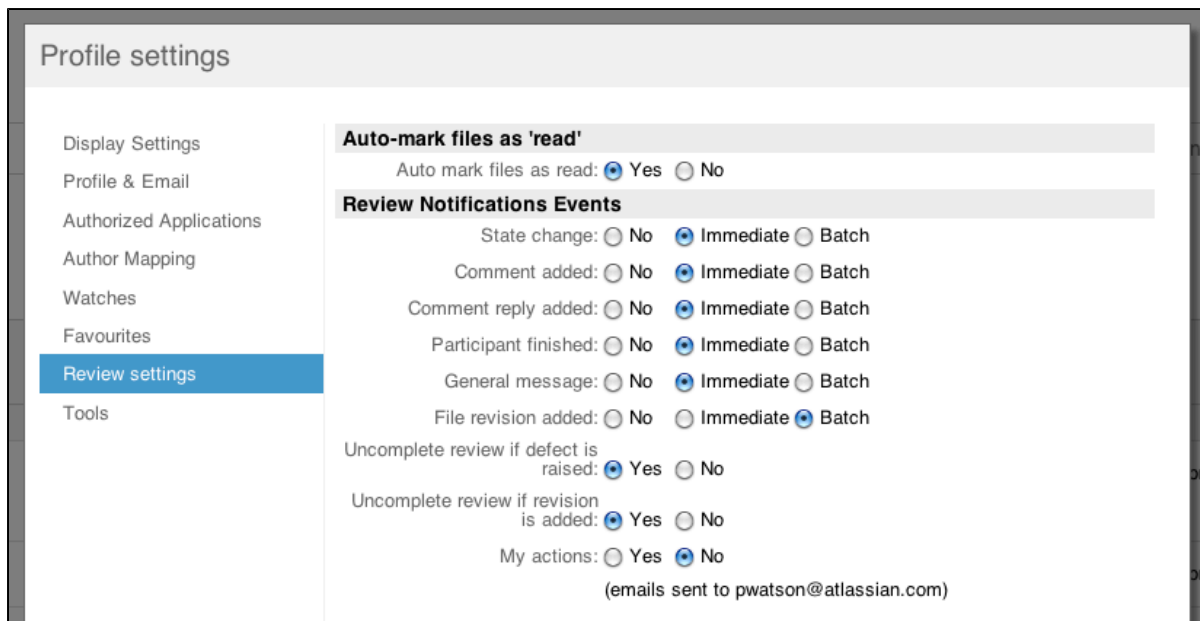 Profile settings
Display Settings
Profile & Email
Authorized Applications
Author Mapping
Watches
Favourites
Review settings
Tools
Auto-mark files as 'read'
Auto mark files as read: Yes No
Review Notifications Events
State change: No Immediate Batch
Comment added: No Immediate Batch
Comment reply added: No Immediate Batch
Participant finished: No Immediate Batch
General message: No Immediate Batch
File revision added: No Immediate Batch
Uncomplete review if defect is
raised: Yes No
Uncomplete review if revision
is added: Yes No
My actions: Yes No
(emails sent to pwatson@atlassian.com)